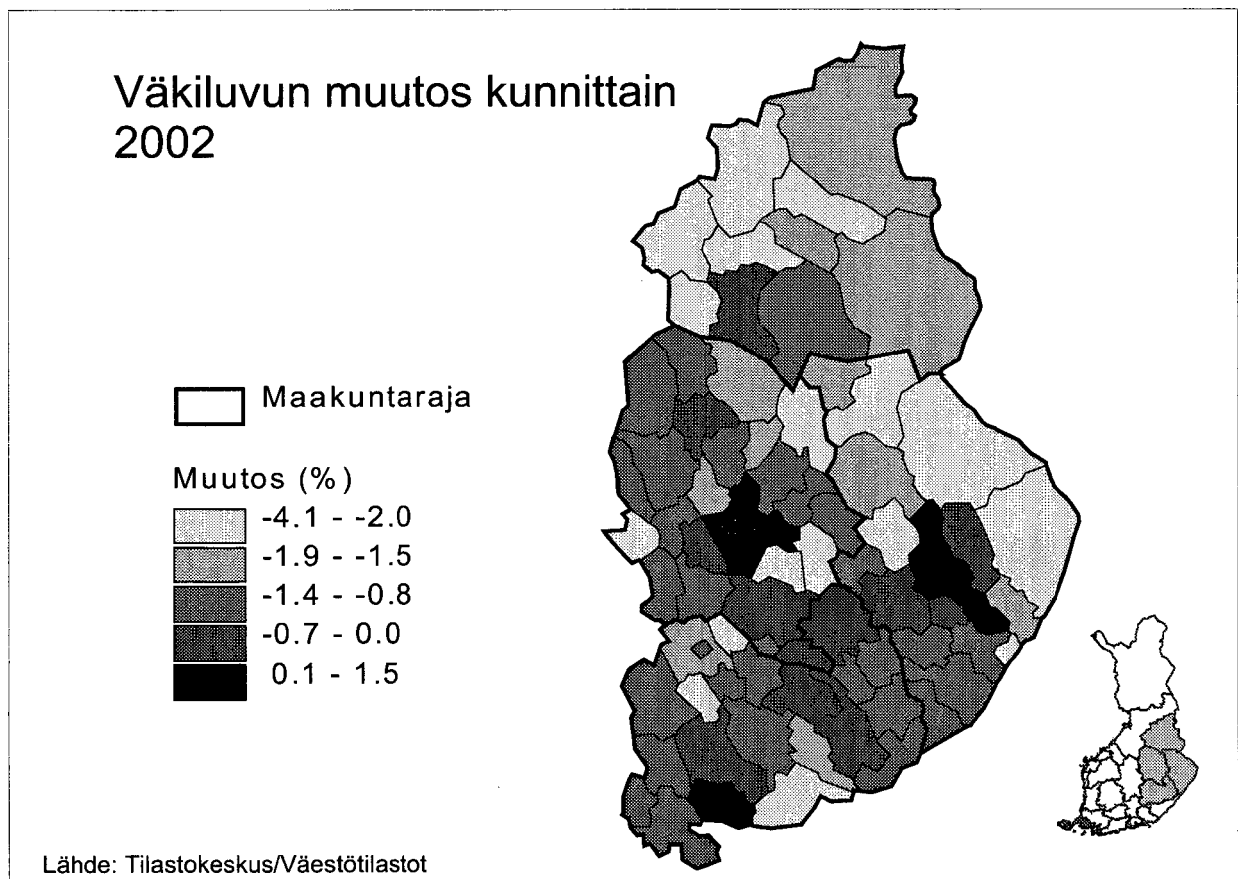 Väkiluvun muutos kunnittain
2002
Maakuntaraja
Muutos (%)
-4.1 - -2.0
-1.9 - -1.5
-1.4 - -0.8
-0.7 - 0.0
0.1 - 1.5
Lähde: Tilastokeskus/Väestötilastot